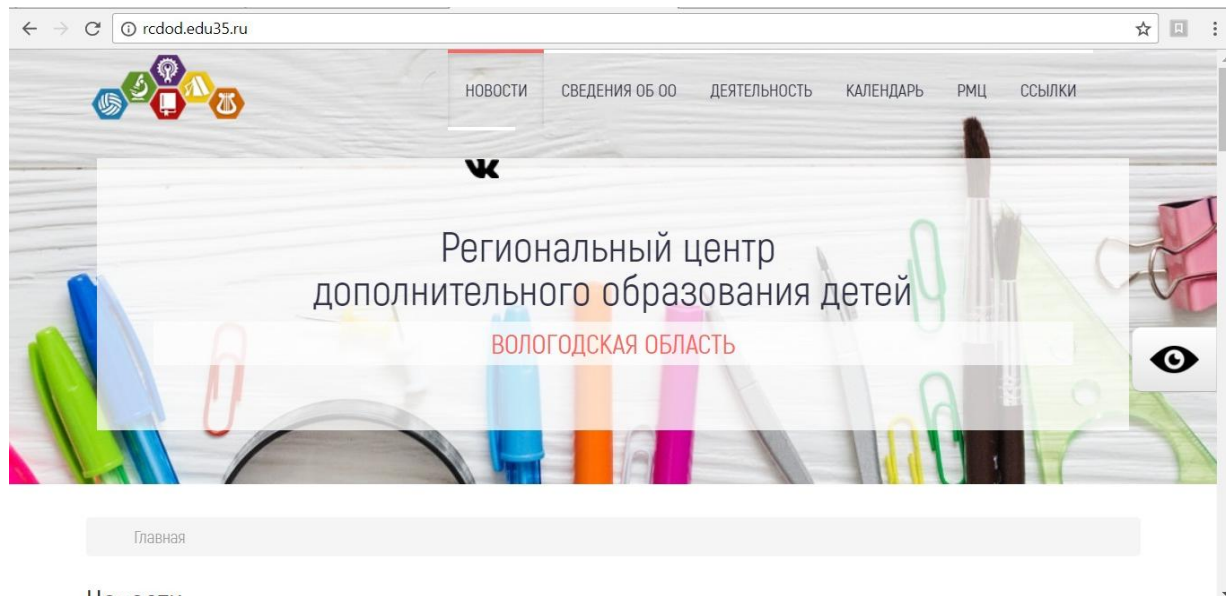 rcdod.edu35.ru
НОВОСТИ СВЕДЕНИЯ ОБ ОО ДЕЯТЕЛЬНОСТЬ КАЛЕНДАРЬ РМЦ ССЫЛКИ
Региональный центр
дополнительного образования детей
ВОЛОГОДСКАЯ ОБЛАСТЬ
Главная